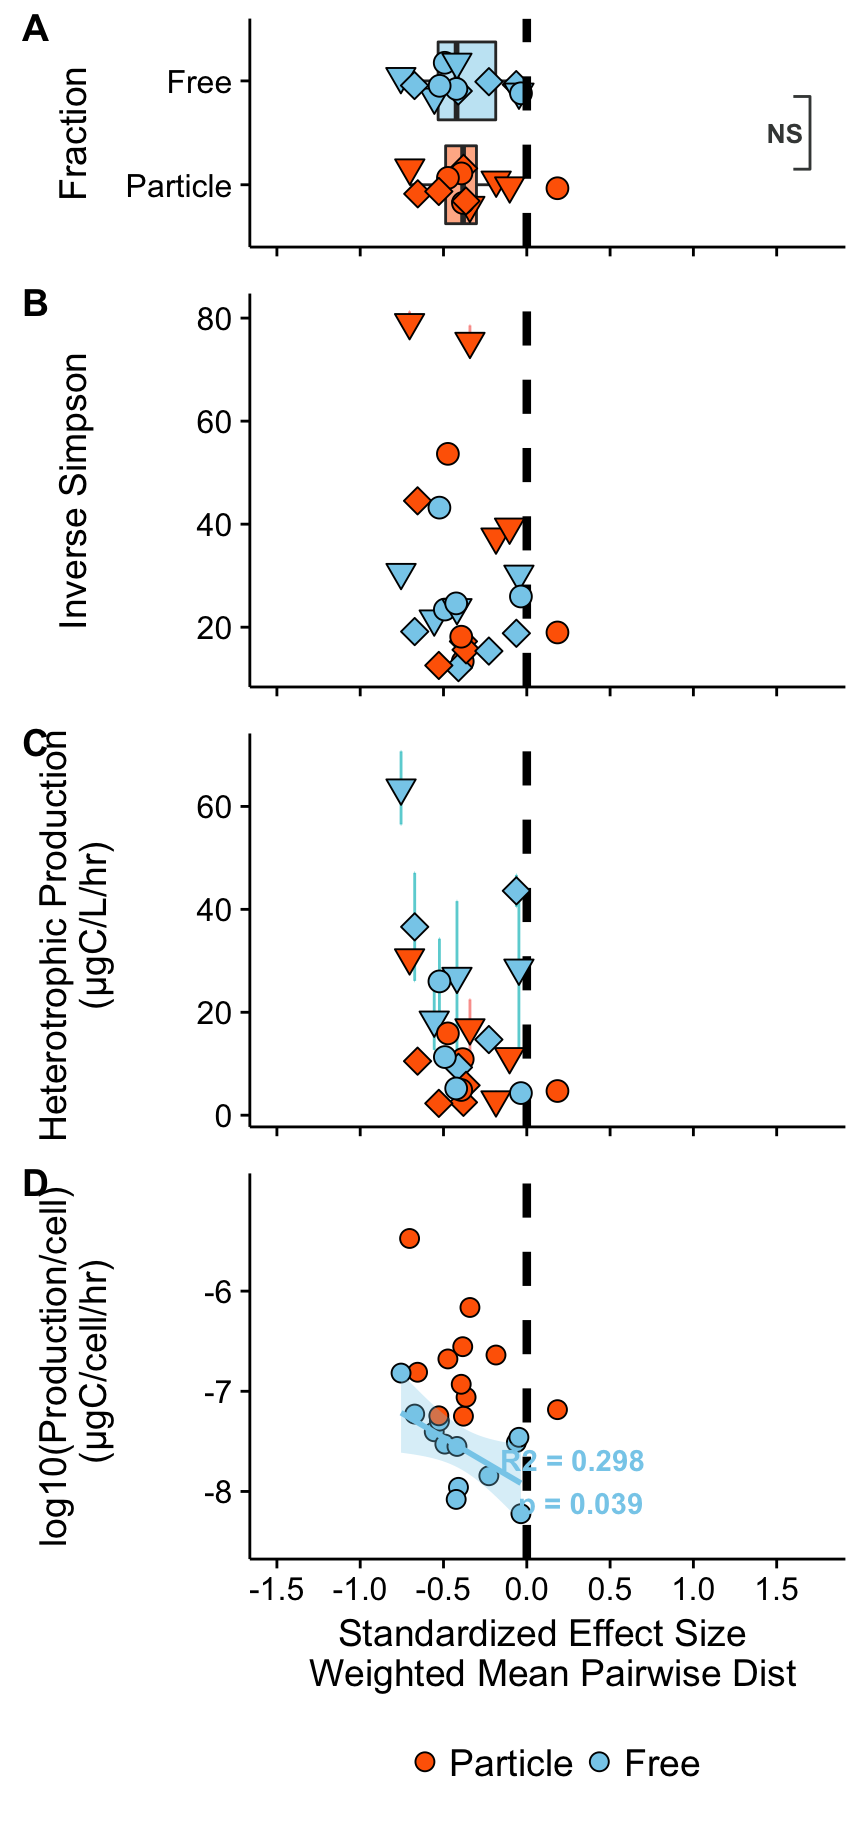 A
Fraction
Free
Particle
NS
B
Inverse Simpson
80
60
40
20
C
Heterotrophic Production
(µgC/L/hr)
60
40
20
0
D
log10(Production/cell)
(µgC/cell/hr)
-6
-7
-8
R2 = 0.298
p = 0.039
-1.5 -1.0 -0.5 0.0 0.5 1.0 1.5
Standardized Effect Size
Weighted Mean Pairwise Dist
Particle Free